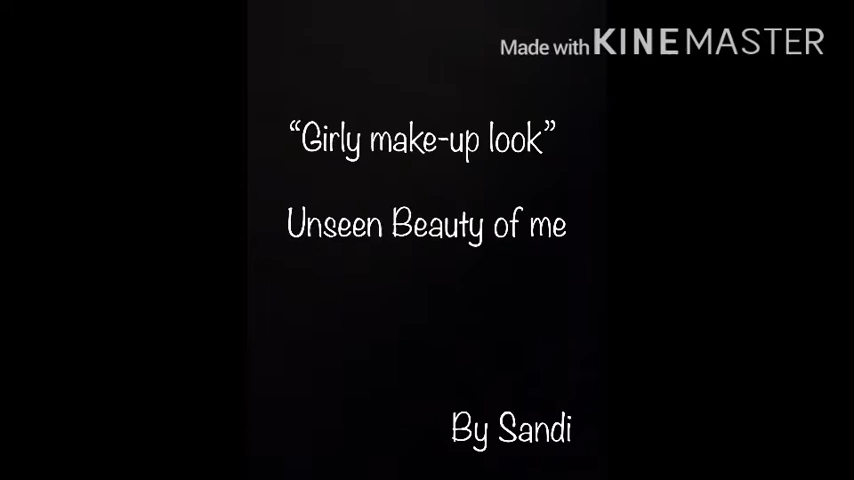 Made with KINEMASTER
“Girly make-up look”
Unseen Beauty of me
By Sandi